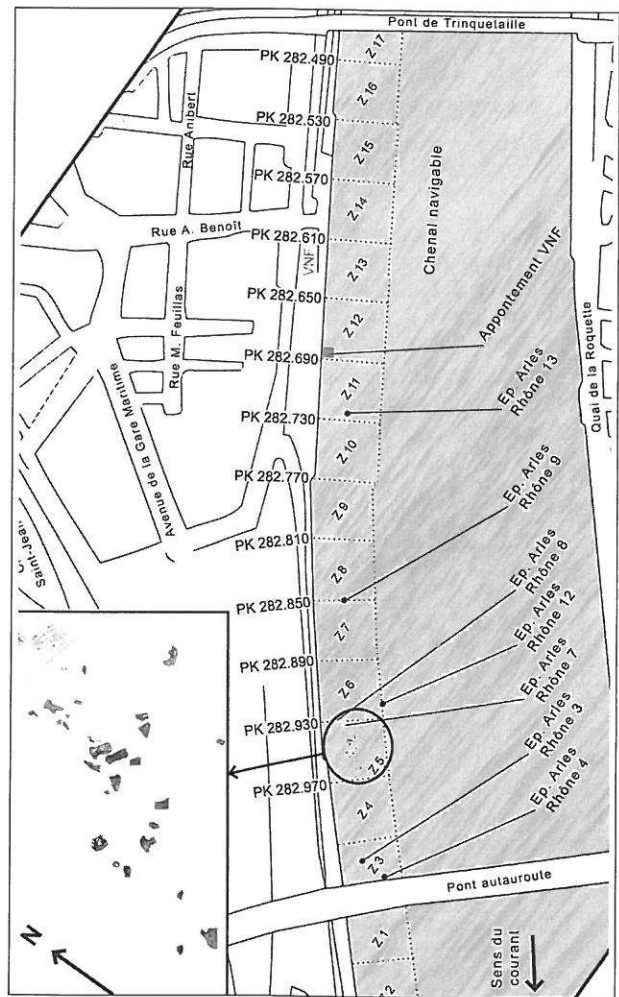 Pont de Trinquetaille
PK 282.490
Z 17
Z 16
PK 282.530
Rue Anibert
Z 15
PK 282.570
Z 14
Rue A. Benoît
PK 282.610
VNF
Z 13
Chenal navigable
PK 282.650
Z 12
Appontement VNF
Rue M. Feuillas
PK 282.690
Z 11
Quai de la Roquette
Avenue de la Gare Maritime
Ep. Arles
Rhône 13
PK 282.730
Z 10
PK 282.770
Z 9
Ep. Arles
Rhône 9
PK 282.810
Z 8
Saint-Jean
PK 282.850
Z 7
Ep. Arles
Rhône 8
PK 282.890
Z 6
Ep. Arles
Rhône 12
PK 282.930
Ep. Arles
Rhône 7
Z 5
PK 282.970
Ep. Arles
Rhône 3
Z 4
Ep. Arles
Rhône 4
Z 3
Pont autauroute
Z 1
Z 2
Sens du
courant
N